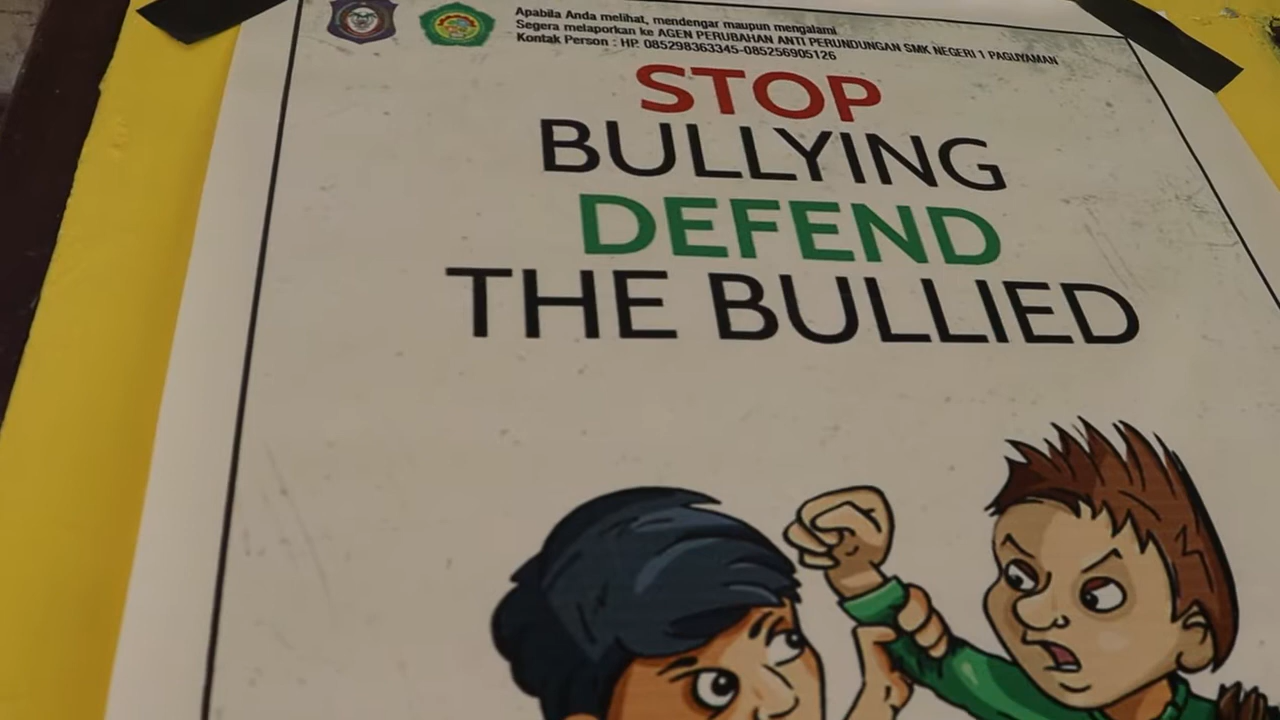 Apabila Anda melihat, mendengar maupun mengalami
Segera melaporkan ke AGEN PERUBAHAN ANTI PERUNDUNGAN SMK NEGERI 1 PAGUYAMAN
Kontak Person : HP. 085298363345-085256905126
STOP
BULLYING
DEFEND
THE BULLIED